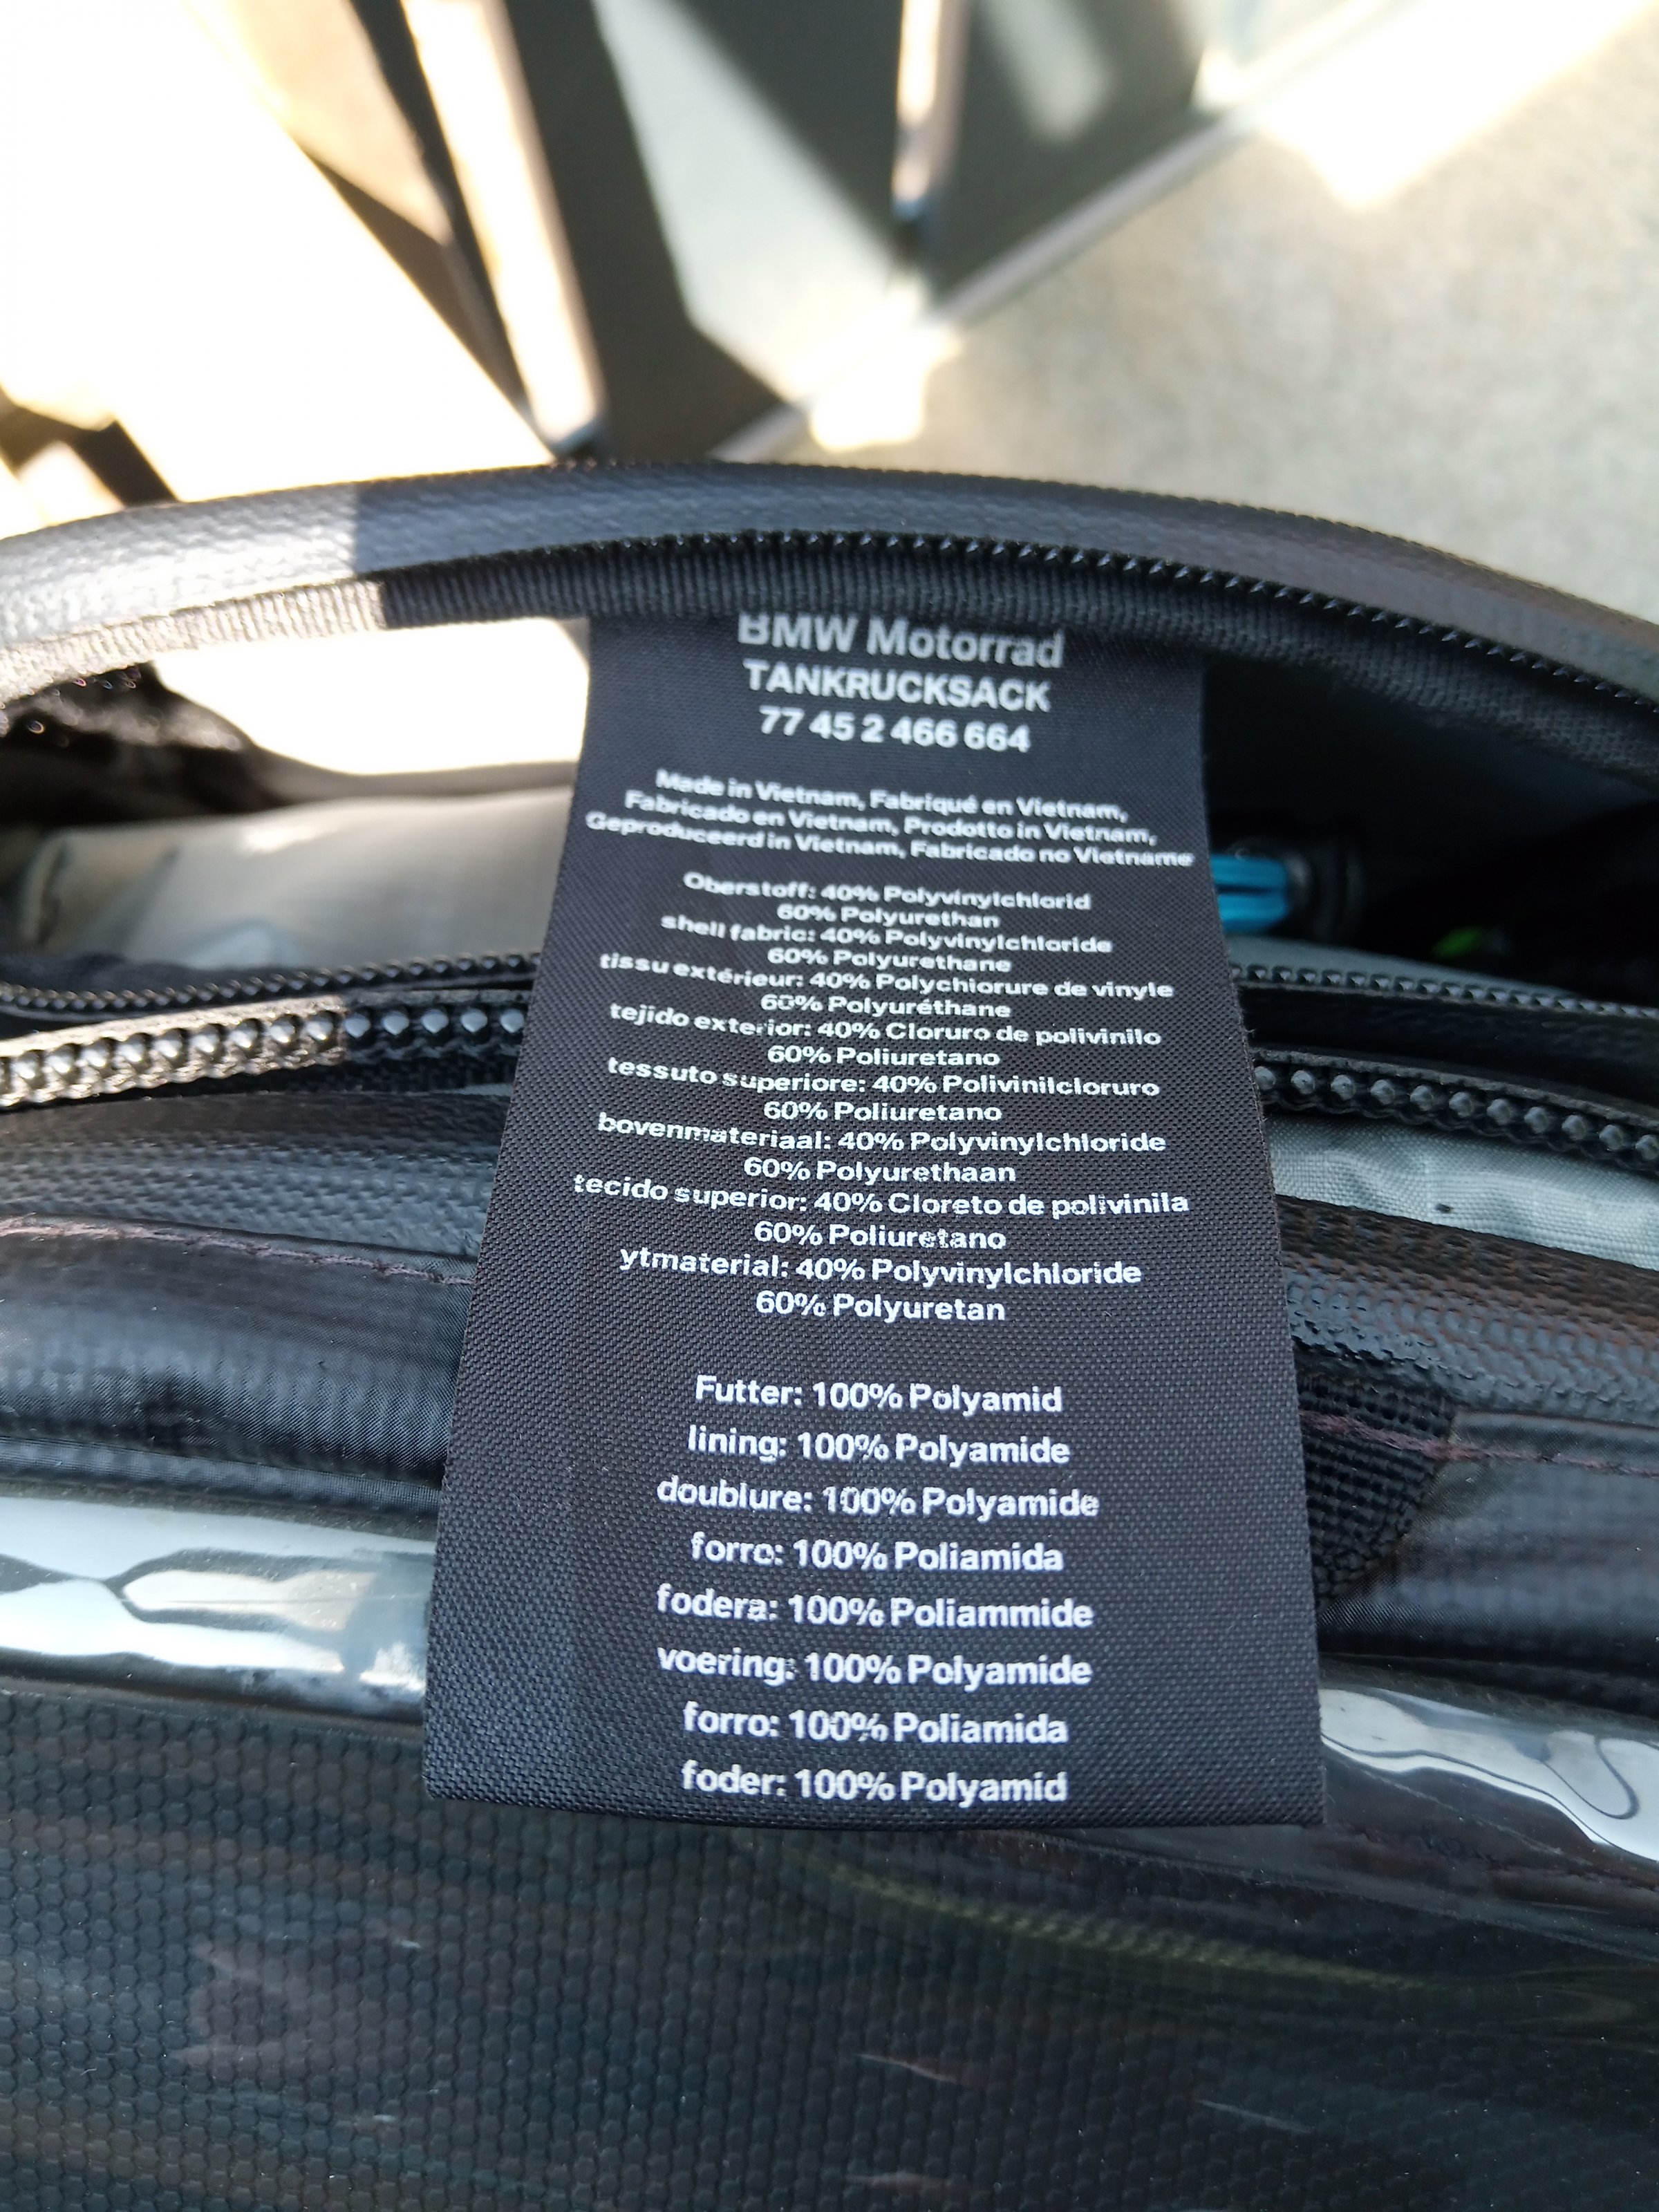 BMW Motorrad
TANKRUCKSACK
77 45 2 466 664
Made in Vietnam, Fabriqué en Vietnam,
Fabricado en Vietnam, Prodotto in Vietnam,
Geproduceerd in Vietnam, Fabricado no Vietname
Oberstoff: 40% Polyvinylchlorid
60% Polyurethan
shell fabric: 40% Polyvinylchloride
60% Polyurethane
tissu extérieur: 40% Polychlorure de vinyle
60% Polyuréthane
tejido exterior: 40% Cloruro de polivinilo
60% Poliuretano
tessuto superiore: 40% Polivinilcloruro
60% Poliuretano
bovenmateriaal: 40% Polyvinylchloride
60% Polyurethaan
tecido superior: 40% Cloreto de polivinila
60% Poliuretano
ytmaterial: 40% Polyvinylchloride
60% Polyuretan
Futter: 100% Polyamid
lining: 100% Polyamide
doublure: 100% Polyamide
forro: 100% Poliamida
fodera: 100% Poliammide
voering: 100% Polyamide
forro: 100% Poliamida
foder: 100% Polyamid